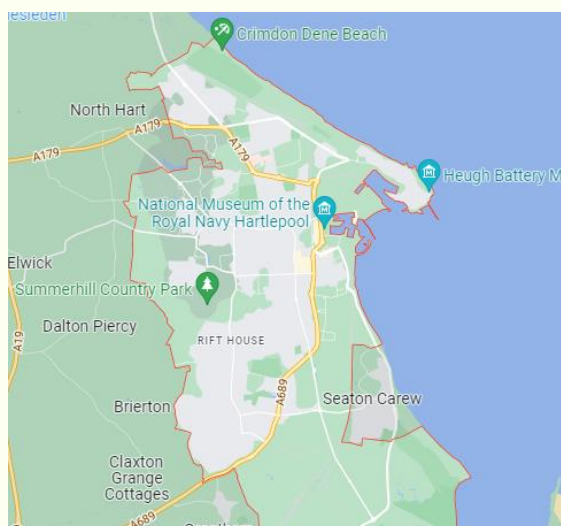 Crimdon Dene Beach
North Hart
A179
A179
A179
Heugh Battery M
National Museum of the
Royal Navy Hartlepool
Elwick
Summerhill Country Park
Dalton Piercy
A19
RIFT HOUSE
A689
Seaton Carew
Brierton
Claxton
Grange
Cottages
A689